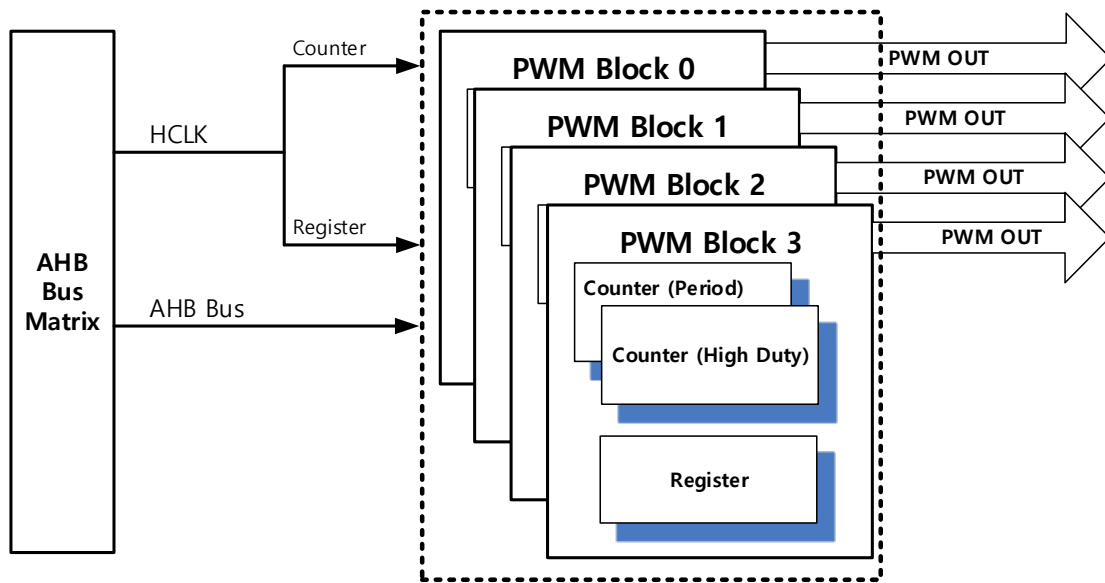 Counter
HCLK
Register
AHB
Bus
Matrix
AHB Bus
PWM Block 0
PWM Block 1
PWM Block 2
PWM Block 3
Counter (Period)
Counter (High Duty)
Register
PWM OUT
PWM OUT
PWM OUT
PWM OUT